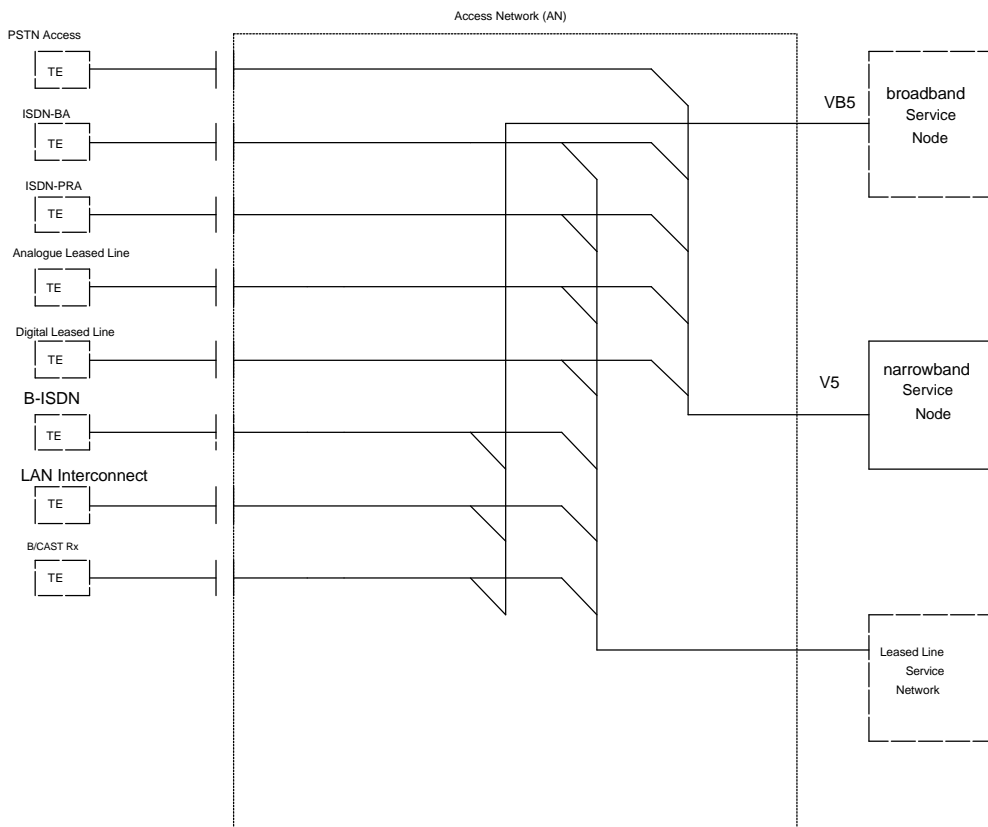 Access Network (AN)
PSTN Access
TE
ISDN-BA
TE
ISDN-PRA
TE
Analogue Leased Line
TE
Digital Leased Line
TE
B-ISDN
TE
LAN Interconnect
TE
B/CAST Rx
TE
VB5
broadband
Service
Node
V5
narrowband
Service
Node
Leased Line
Service
Network